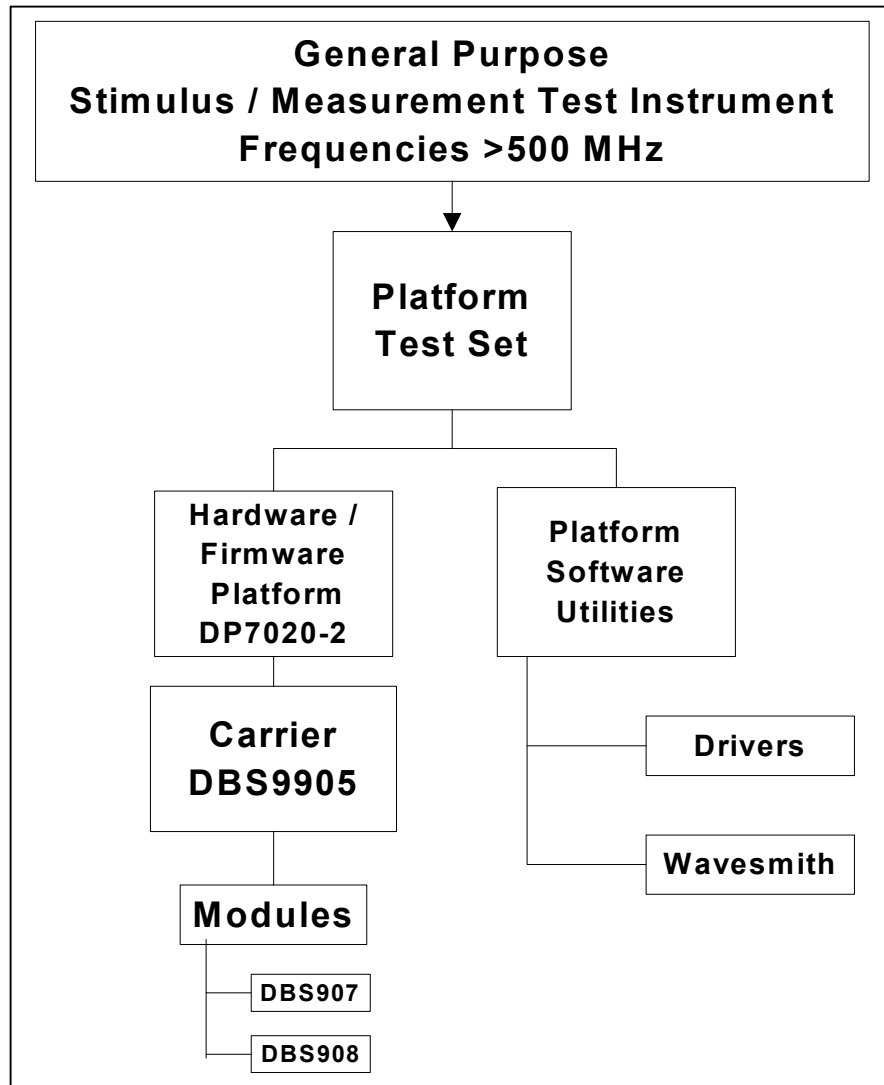 General Purpose
Stimulus / Measurement Test Instrument
Frequencies >500 MHz
Platform
Test Set
Hardware /
Firmware
Platform
DP7020-2
Platform
Software
Utilities
Carrier
DBS9905
Drivers
Wavesmith
Modules
DBS907
DBS908